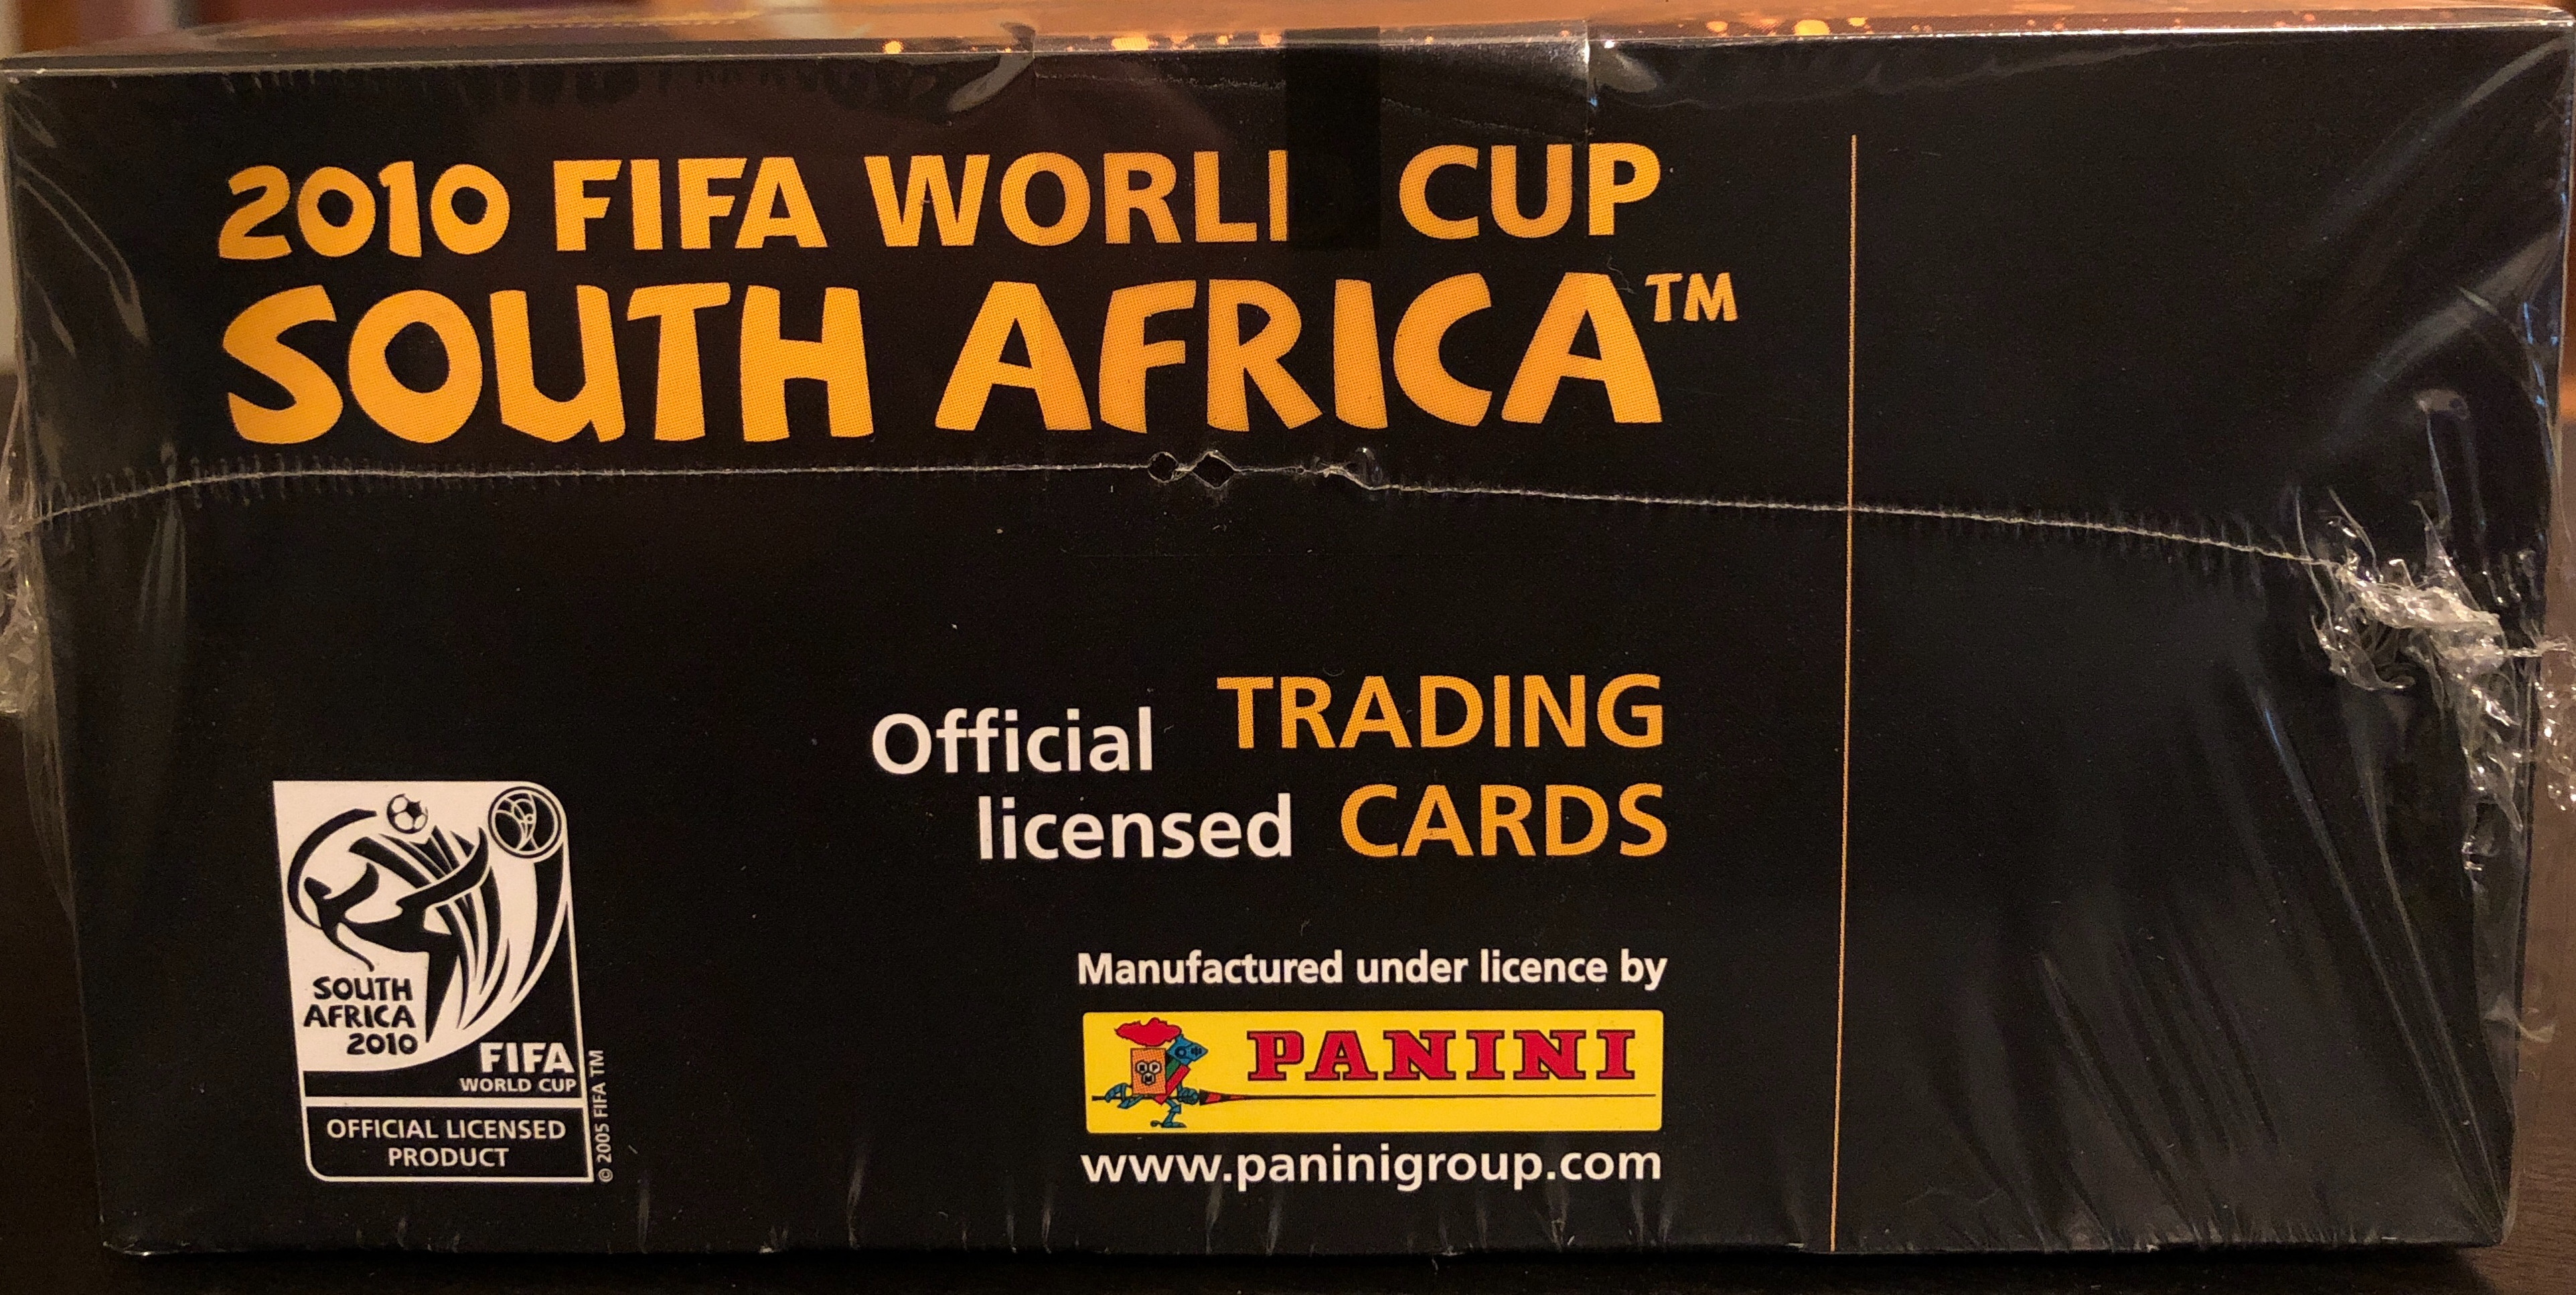 2010 FIFA WORLD CUP
SOUTH AFRICA™
Official TRADING
licensed CARDS
Manufactured under licence by
PANINI
www.paninigroup.com
SOUTH
AFRICA
2010
FIFA
WORLD CUP
OFFICIAL LICENSED
PRODUCT
© 2005 FIFA TM